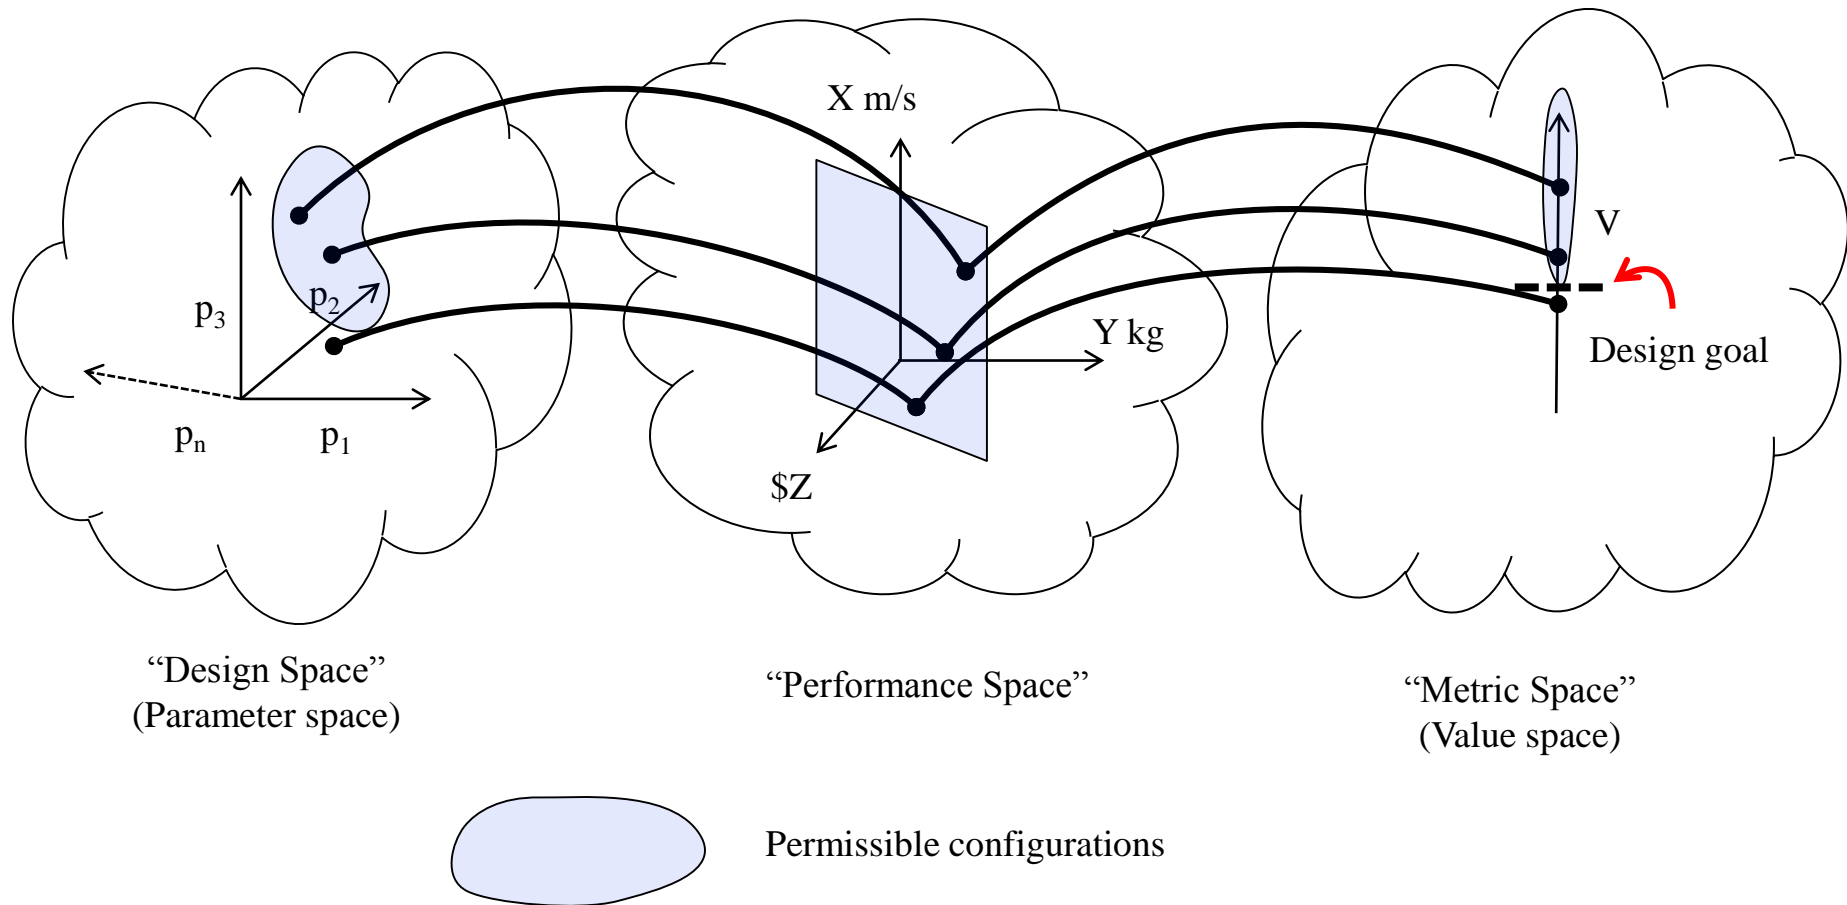 X m/s
p₃
p₂
pₙ
p₁
Y kg
$Z
V
Design goal
“Design Space”
(Parameter space)
“Performance Space”
“Metric Space”
(Value space)
Permissible configurations